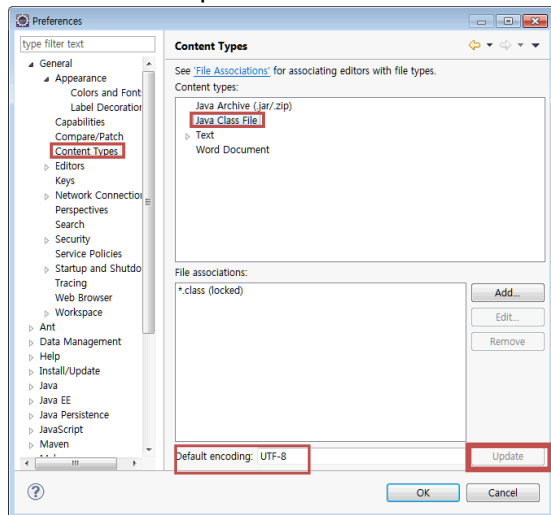 Preferences
type filter text
General
Appearance
Colors and Font
Label Decoration
Capabilities
Compare/Patch
Content Types
Editors
Keys
Network Connection
Perspectives
Search
Security
Service Policies
Startup and Shutdo
Tracing
Web Browser
Workspace
Ant
Data Management
Help
Install/Update
Java
Java EE
Java Persistence
JavaScript
Maven
Content Types
See 'File Associations' for associating editors with file types.
Content types:
Java Archive (.jar/.zip)
Java Class File
Text
Word Document
File associations:
*.class (locked)
Add...
Edit...
Remove
Default encoding: UTF-8
Update
OK
Cancel